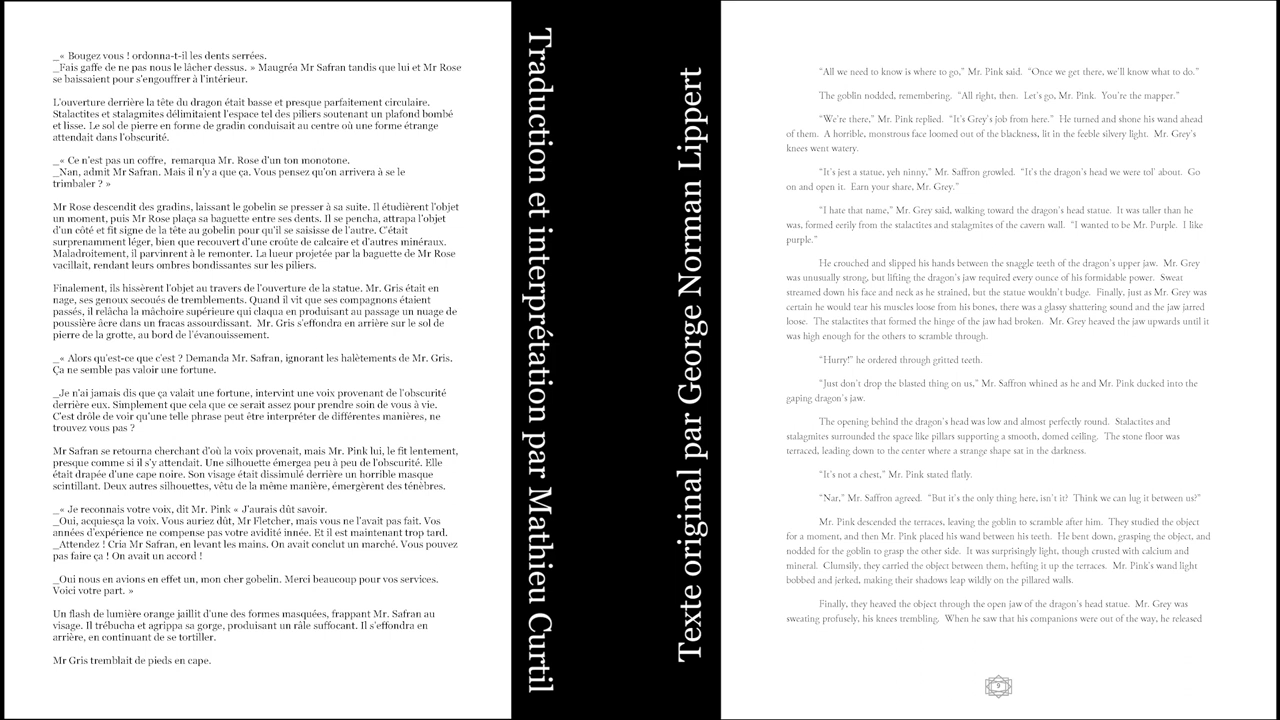 _« Bougez vous ! ordonna-t-il les dents serrées.
_Fais gaffe de ne pas nous le lâcher dessus. » Maugréa Mr Safran tandis que lui et Mr Rose
se baissaient pour s'engouffrer à l'intérieur.
L'ouverture derrière la tête du dragon était basse et presque parfaitement circulaire.
Stalactites et stalagmites délimitaient l'espace tel des piliers soutenant un plafond bombé
et lisse. Le sol de pierre en forme de gradin conduisait au centre où une forme étrange
attendait dans l'obscurité.
_« Ce n'est pas un coffre, remarqua Mr. Rose d'un ton monotone.
_Nan, admit Mr Safran. Mais il n'y a que ça. Vous pensez qu'on arrivera à se le
trimbaler ? »
Mr Rose descendit des gradins, laissant le gobelin se presser à sa suite. Il étudièrent l'objet
un moment, puis Mr Rose plaça sa baguette entre ses dents. Il se pencha, attrapa l'objet
d'un côté et fit signe de la tête au gobelin pour qu'il se saisisse de l'autre. C'était
surprenamment léger, bien que recouvert d'une croûte de calcaire et d'autres minéraux.
Maladroitement, il parvinrent à le remonter. La lueur projetée par la baguette de Mr Rose
vacillait, rendant leurs ombres bondissantes sur les piliers.
Finalement, ils hissèrent l'objet au travers de l'ouverture de la statue. Mr. Gris était en
nage, ses genoux secoués de tremblements. Quand il vit que ses compagnons étaient
passés, il relâcha la mâchoire supérieure qui claqua en produisant au passage un nuage de
poussière âcre dans un fracas assourdissant. Mr. Gris s'effondra en arrière sur le sol de
pierre de la grotte, au bord de l'évanouissement.
_« Alors qu'est-ce que c'est ? Demanda Mr. Safran, ignorant les halètements de Mr. Gris.
Ça ne semble pas valoir une fortune.
_Je n'ai jamais dis que ça valait une fortune, intervint une voix provenant de l'obscurité
derrière eux. Simplement que cela que ce serait assez pour prendre soin de vous à vie.
C'est drôle de voir qu'une telle phrase peut être interpréter de différentes manières, ne
trouvez vous pas ?
Mr Safran se retourna cherchant d'où la voix provenait, mais Mr. Pink lui, le fit lentement,
presque comme si il s'y attendait. Une silhouette émergea peu à peu de l'obscurité. Elle
était drapée d'une cape noire. Son visage était dissimulé derrière un horrible masque
scintillant. Deux autres silhouettes, vêtu de la même manière, émergèrent des ténèbres.
_« Je reconnais votre voix, dit Mr. Pink « J'aurais dût savoir.
_Oui, acquiesça la voix. Vous auriez dût, Mr Fletcher, mais vous ne l'avait pas fait. Vos
années d'expérience ne compense pas votre avidité innée. Et il est maintenant trop tard.
_Attendez ! Cria Mr Safran, en levant les mains. On avait conclut un marché. Vous pouvez
pas faire ça ! On avait un accord !
_Oui nous en avions en effet un, mon cher gobelin. Merci beaucoup pour vos services.
Voici votre part. »
Un flash de lumière orange jaillit d'une des formes masquées, frappant Mr. Safran au
visage. Il trébucha et agrippa sa gorge, produisant un râle suffocant. Il s'effondra en
arrière, en continuant de se tortiller.
Mr Gris tremblait de pieds en cape.
Traduction et interprétation par Mathieu Curtil
Texte original par George Norman Lippert
"All we need to know is where to go," Mr. Pink said. "Once we get there, we'll know what to do."
The goblin nodded, remembering. "All right, then. Let's go, Mr. Pink. You're the mapper."
"We're there," Mr. Pink replied. "It's Grey's job from here." He turned and shone his wand ahead
of them. A horrible, monstrous face loomed out of the blackness, lit in the feeble silvery light. Mr. Grey's
knees went watery.
"It's jest a statue, yeh ninny," Mr. Saffron growled. "It's the dragon's head we were tol' about. Go
on and open it. Earn your share, Mr. Grey."
"I hate that name," Mr. Grey said, walking toward the dragon's head statue. It was taller than he
was, formed eerily from the stalactites and stalagmites of the cavern wall. "I wanted to be Mr. Purple. I like
purple."
He crouched and slipped his hands between the snaggle teeth of the dragon's upper jaw. Mr. Grey
was unusually strong, but lifting the dragon's jaw required every ounce of his formidable power. Sweat
streamed down his face and neck as he strained, but the statue wouldn't budge. Finally, just as Mr. Grey was
certain he would tear his muscles loose from his bones, there was a glassy shattering sound and the jaw jarred
loose. The stalactites that formed the hinge of the jaw had broken. Mr. Grey heaved the jaw upwards until it
was high enough for the others to scramble through.
"Hurry!" he ordered through gritted teeth.
"Just don't drop the blasted thing on us," Mr. Saffron whined as he and Mr. Pink ducked into the
gaping dragon's jaw.
The opening behind the dragon's head was low and almost perfectly round. Stalactites and
stalagmites surrounded the space like pillars supporting a smooth, domed ceiling. The stone floor was
terraced, leading down to the center where a strange shape sat in the darkness.
"It's not a chest," Mr. Pink stated flatly.
"Nar," Mr. Saffron agreed. "But it's the only thing here, isn't it? Think we can lug it between us?"
Mr. Pink descended the terraces, leaving the goblin to scramble after him. They studied the object
for a moment, and then Mr. Pink placed his wand between his teeth. He bent down, grasping the object, and
nodded for the goblin to grasp the other side. It was surprisingly light, though crusted with calcium and
mineral. Clumsily, they carried the object between them, hefting it up the terraces. Mr. Pink's wand light
bobbed and jerked, making their shadows leap wildly on the pillared walls.
Finally, they heaved the object through the open jaw of the dragon's head statue. Mr. Grey was
sweating profusely, his knees trembling. When he saw that his companions were out of the way, he released
9